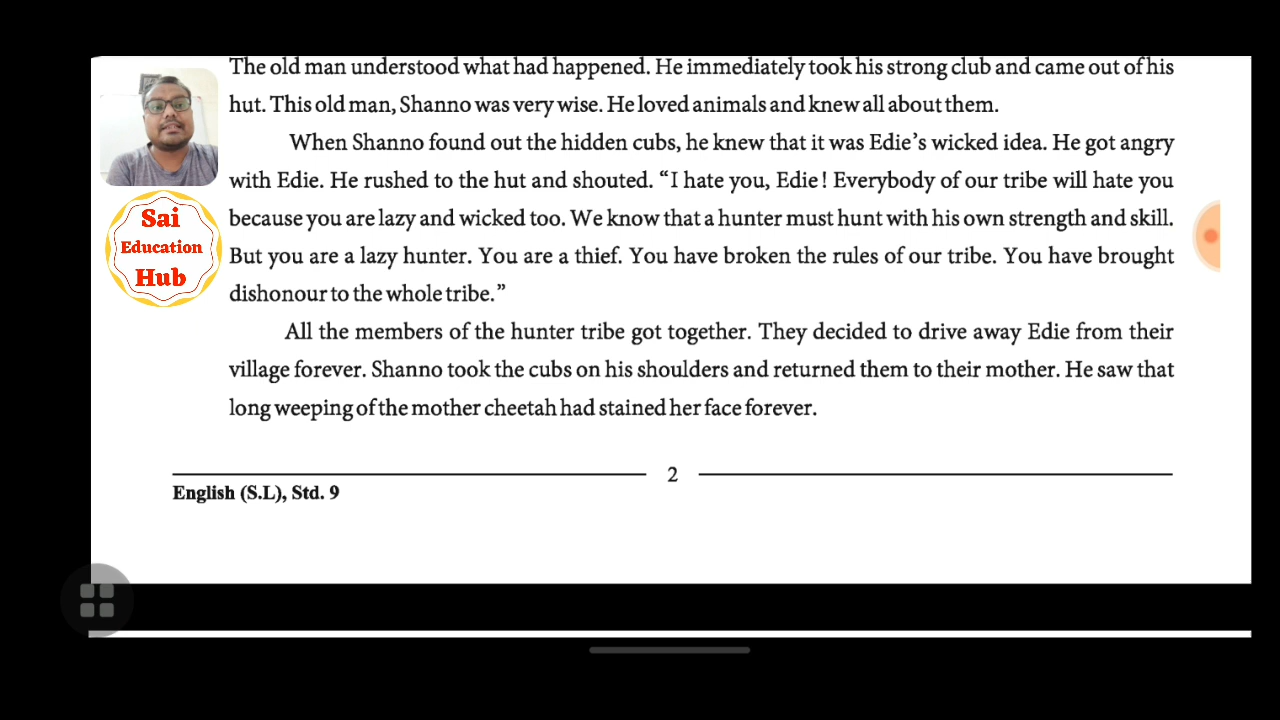 The old man understood what had happened. He immediately took his strong club and came out of his
hut. This old man, Shanno was very wise. He loved animals and knew all about them.
When Shanno found out the hidden cubs, he knew that it was Edie’s wicked idea. He got angry
with Edie. He rushed to the hut and shouted. “I hate you, Edie! Everybody of our tribe will hate you
because you are lazy and wicked too. We know that a hunter must hunt with his own strength and skill.
But you are a lazy hunter. You are a thief. You have broken the rules of our tribe. You have brought
dishonour to the whole tribe.”
All the members of the hunter tribe got together. They decided to drive away Edie from their
village forever. Shanno took the cubs on his shoulders and returned them to their mother. He saw that
long weeping of the mother cheetah had stained her face forever.
2
English (S.L), Std. 9
Sai
Education
Hub